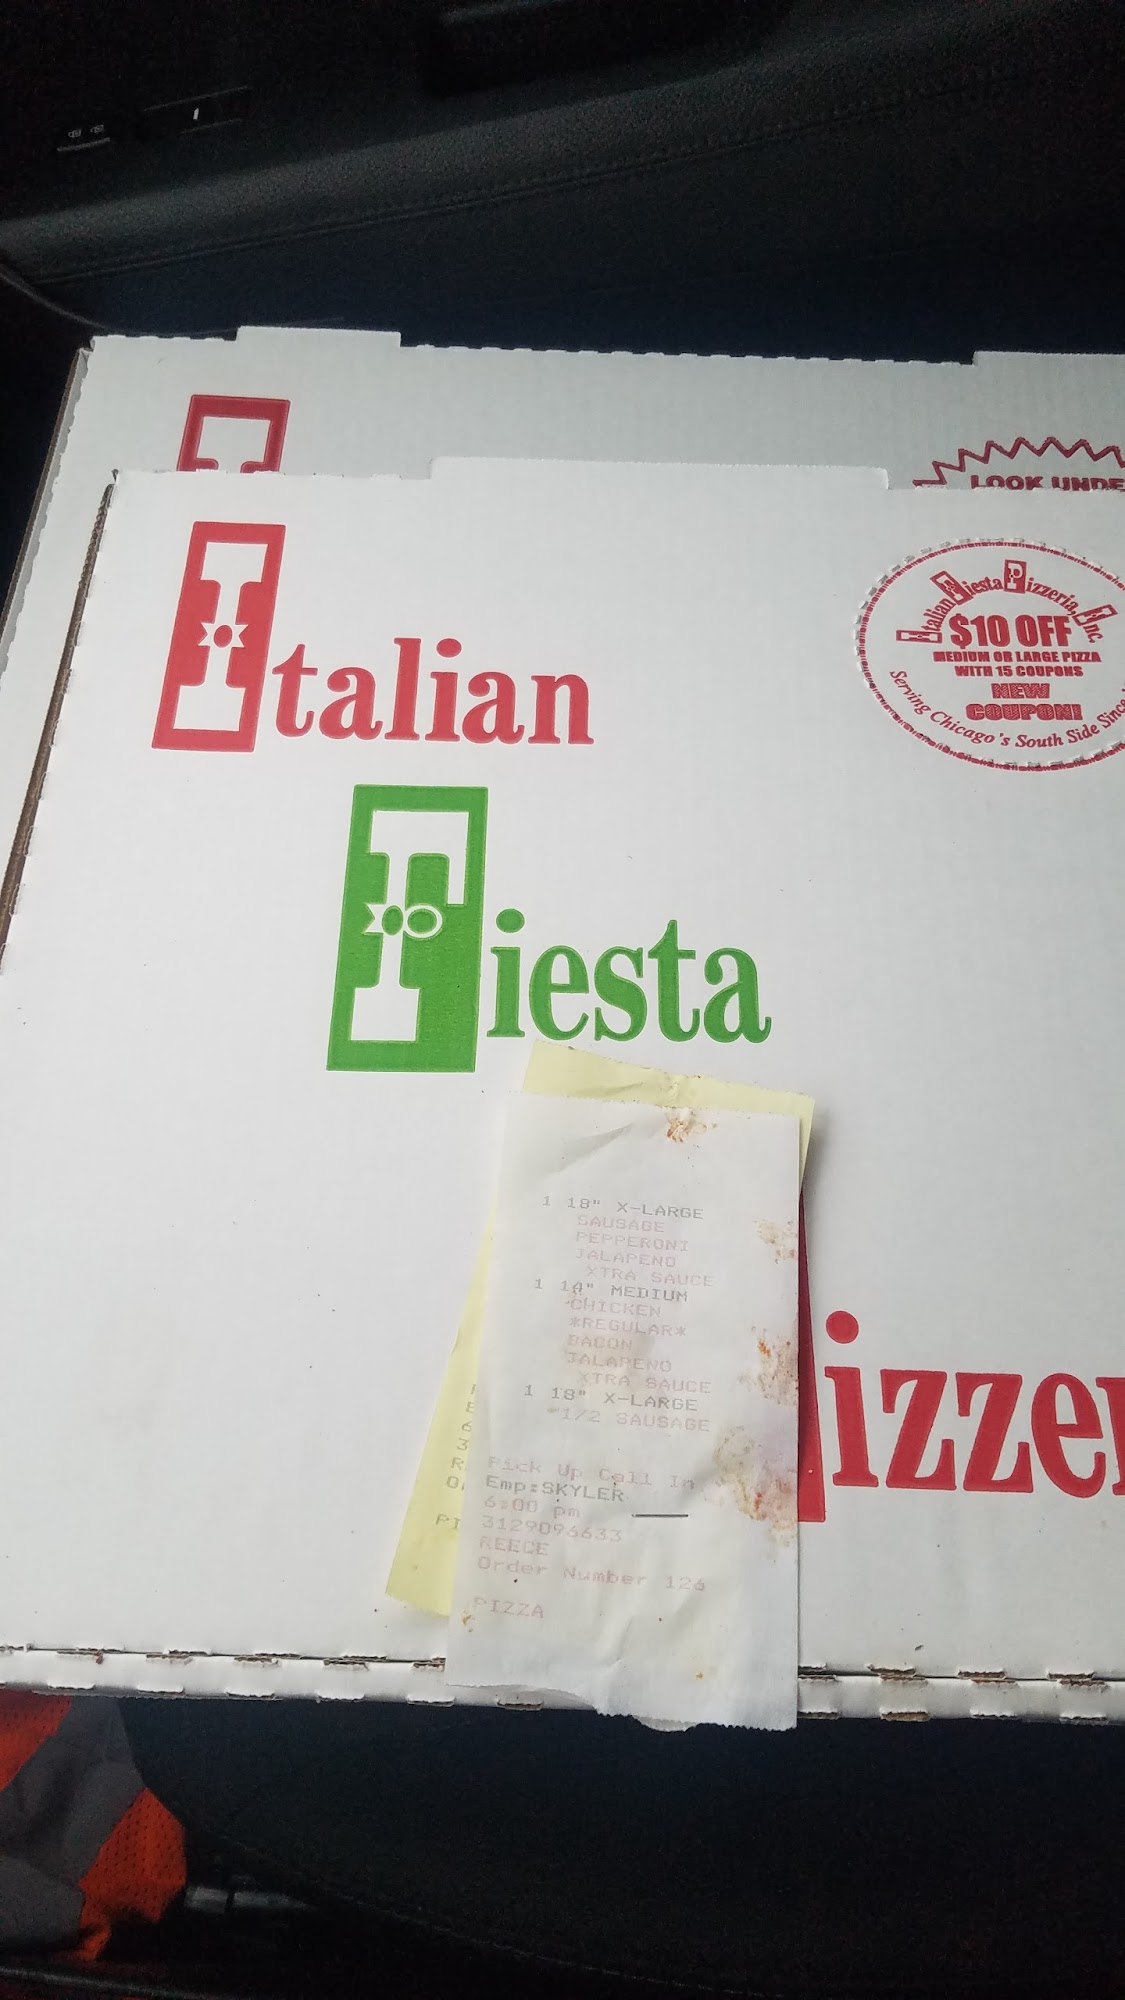 LOOK UNDE
Italian
Fiesta
Italian Fiesta Pizzeria, Inc.
$10 OFF
MEDIUM OR LARGE PIZZA
WITH 15 COUPONS
NEW
COUPON!
Serving Chicago's South Side Since
izzer
1 18" X-LARGE
SAUSAGE
PEPPERONI
JALAPENO
XTRA SAUCE
1 14" MEDIUM
CHICKEN
*REGULAR*
BACON
JALAPENO
XTRA SAUCE
1 18" X-LARGE
*1/2 SAUSAGE
Pick Up Call In
Emp:SKYLER
6:00 pm
3129096633
REECE
Order Number 126
PIZZA